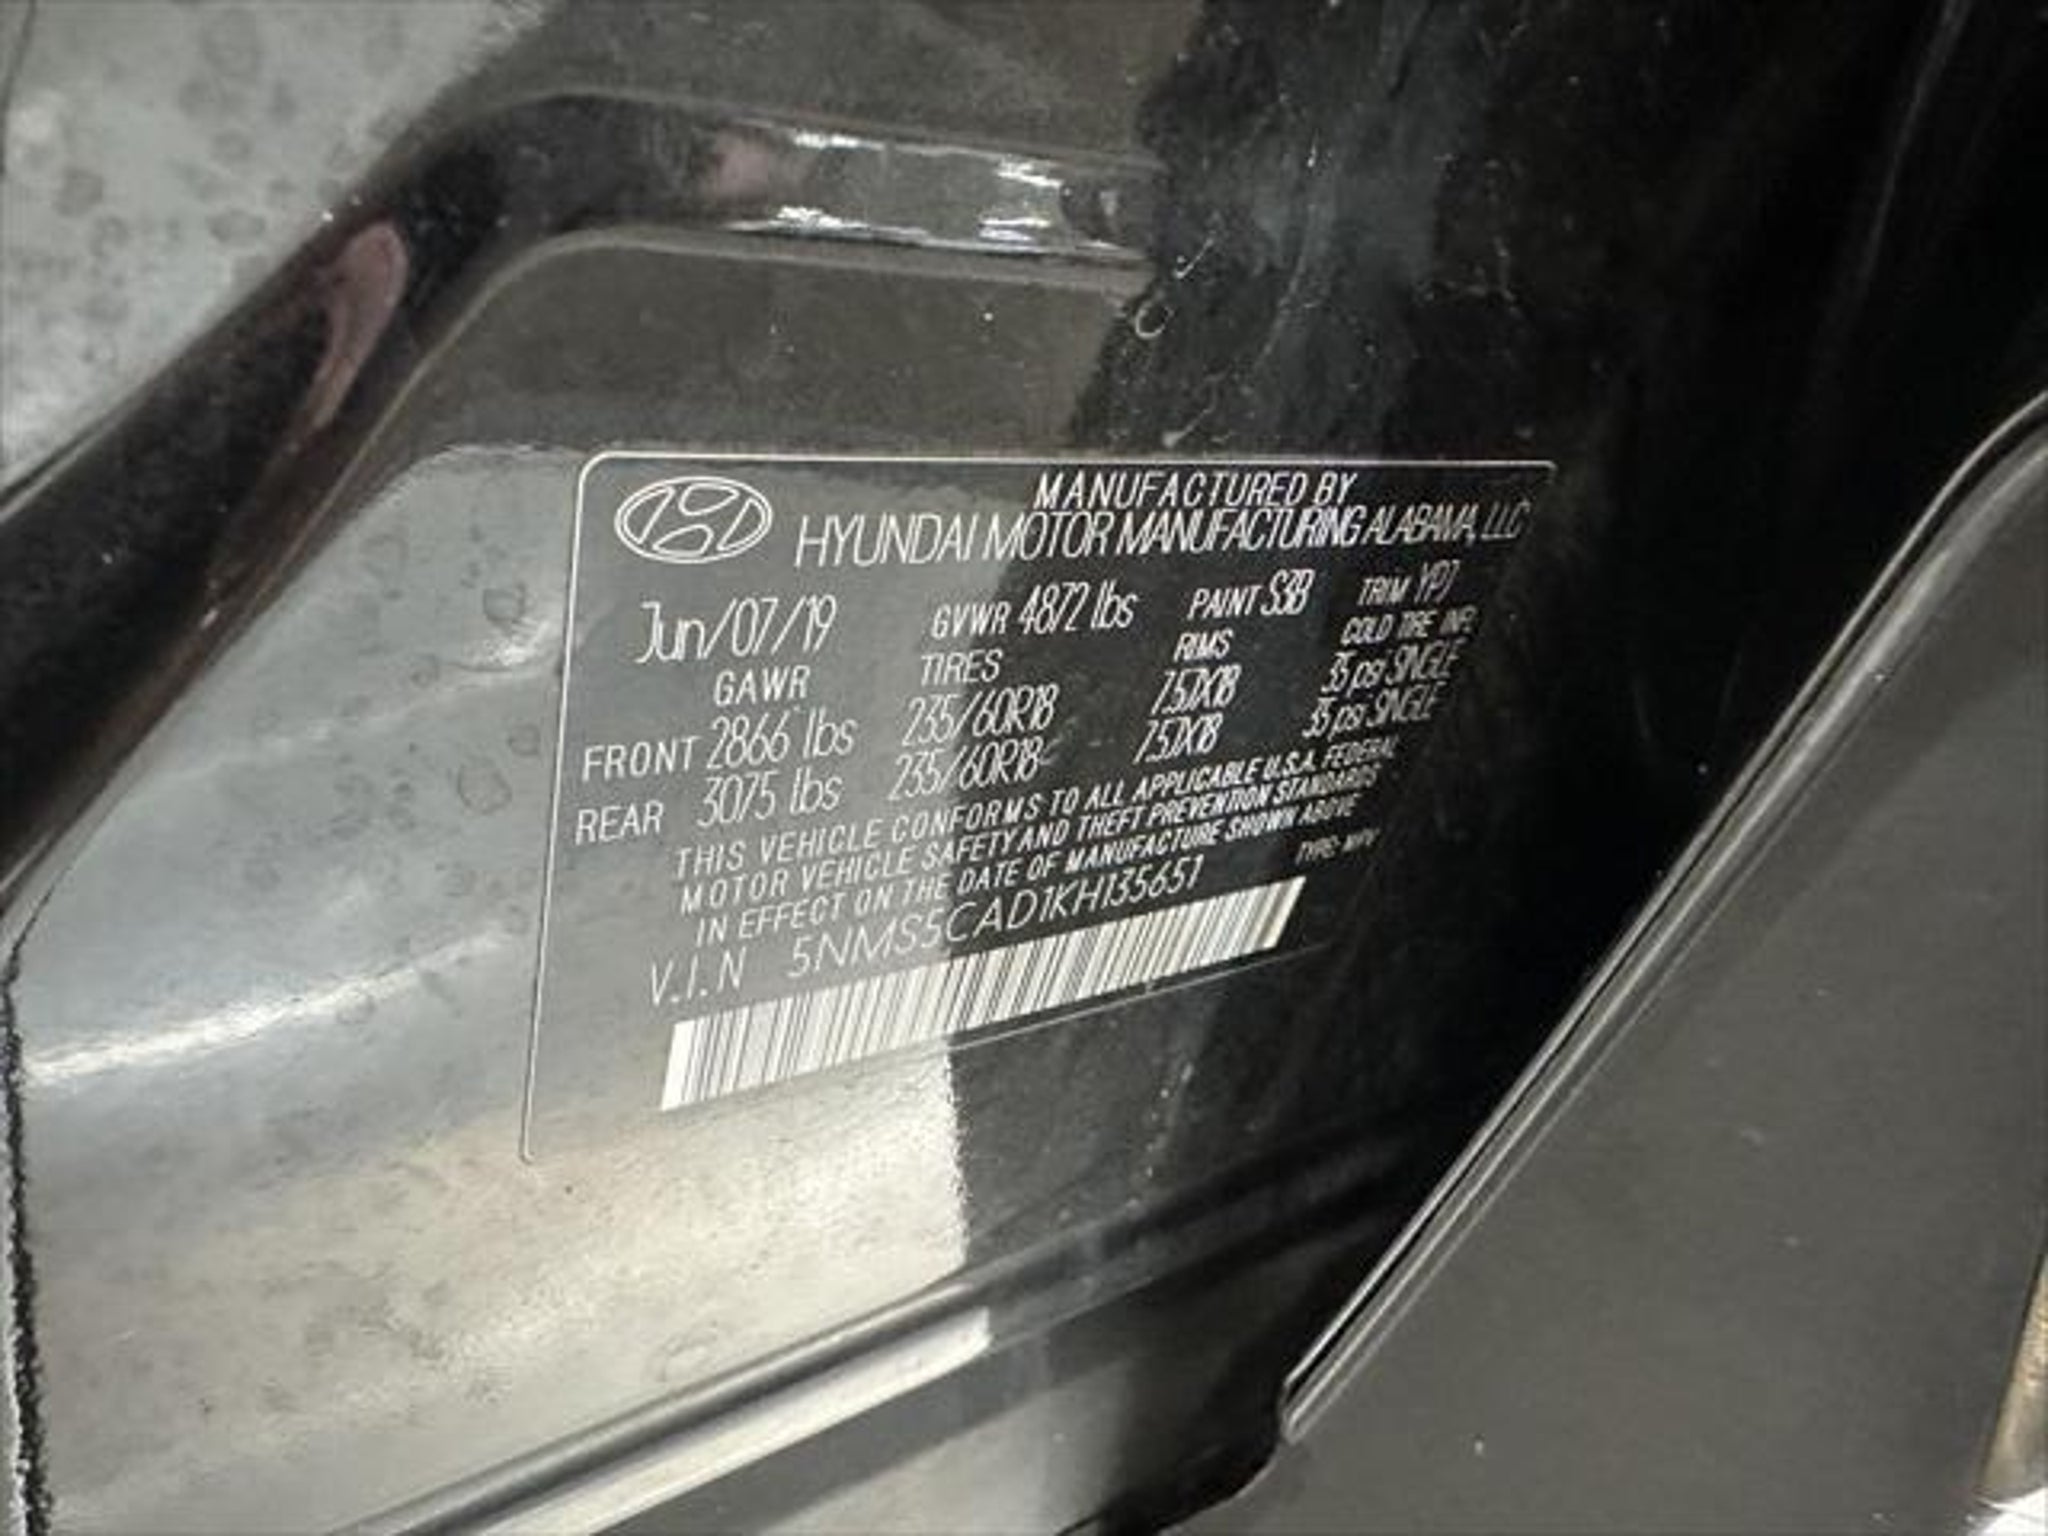 MANUFACTURED BY
HYUNDAI MOTOR MANUFACTURING ALABAMA, LLC
Jun/07/19 GVWR 4872 lbs PAINT S3B TRIM YP7
GAWR TIRES RIMS COLD TIRE INF.
FRONT 2866 lbs 235/60R18 7.5JX18 35 psi SINGLE
REAR 3075 lbs 235/60R18 7.5JX18 35 psi SINGLE
THIS VEHICLE CONFORMS TO ALL APPLICABLE U.S.A. FEDERAL
MOTOR VEHICLE SAFETY AND THEFT PREVENTION STANDARDS
IN EFFECT ON THE DATE OF MANUFACTURE SHOWN ABOVE
V.I.N 5NMS5CAD1KH135651 TYPE: MPV